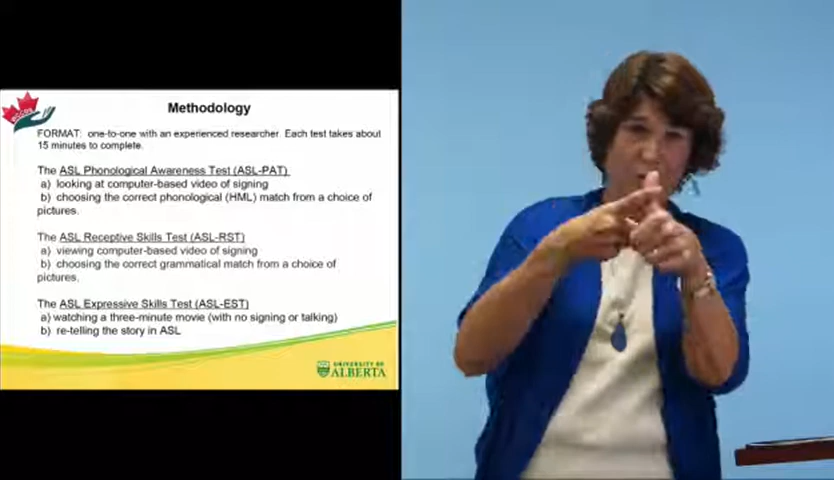 Methodology
FORMAT: one-to-one with an experienced researcher. Each test takes about
15 minutes to complete.
The ASL Phonological Awareness Test (ASL-PAT)
a) looking at computer-based video of signing
b) choosing the correct phonological (HML) match from a choice of
pictures.
The ASL Receptive Skills Test (ASL-RST)
a) viewing computer-based video of signing
b) choosing the correct grammatical match from a choice of
pictures.
The ASL Expressive Skills Test (ASL-EST)
a) watching a three-minute movie (with no signing or talking)
b) re-telling the story in ASL
UNIVERSITY OF
ALBERTA